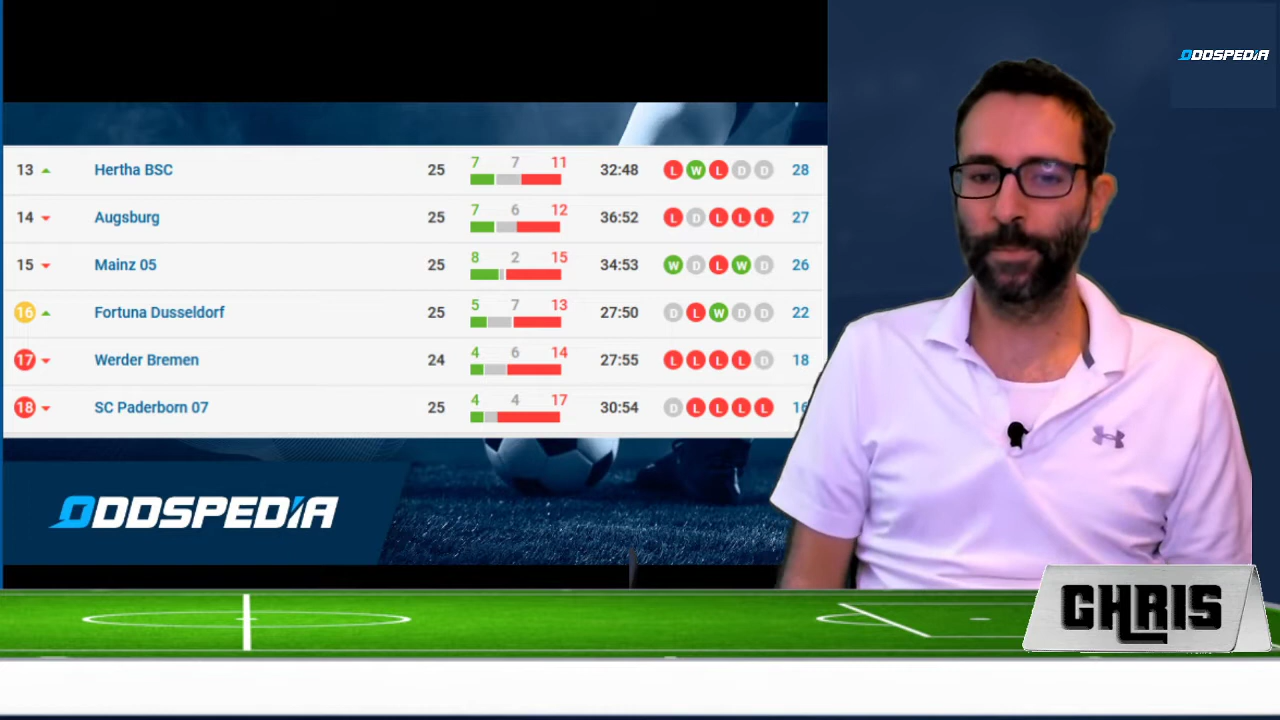 ODDSPEDIA
13 Hertha BSC 25 7 7 11 32:48 L W L D D 28
14 Augsburg 25 7 6 12 36:52 L D L L L 27
15 Mainz 05 25 8 2 15 34:53 W D L W D 26
16 Fortuna Dusseldorf 25 5 7 13 27:50 D L W D D 22
17 Werder Bremen 24 4 6 14 27:55 L L L L D 18
18 SC Paderborn 07 25 4 4 17 30:54 D L L L L 16
ODDSPEDIA
CHRIS